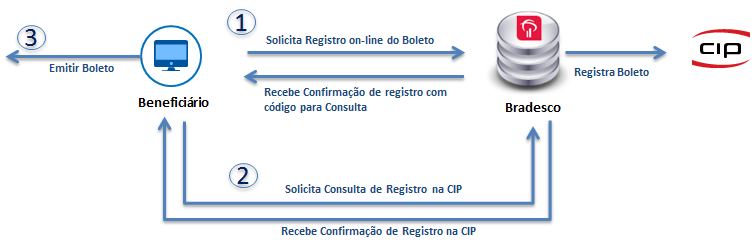 3
1
Solicita Registro on-line do Boleto
cip
Emitir Boleto
Registra Boleto
Beneficiário
Recebe Confirmação de registro com
código para Consulta
Bradesco
2
Solicita Consulta de Registro na CIP
Recebe Confirmação de Registro na CIP